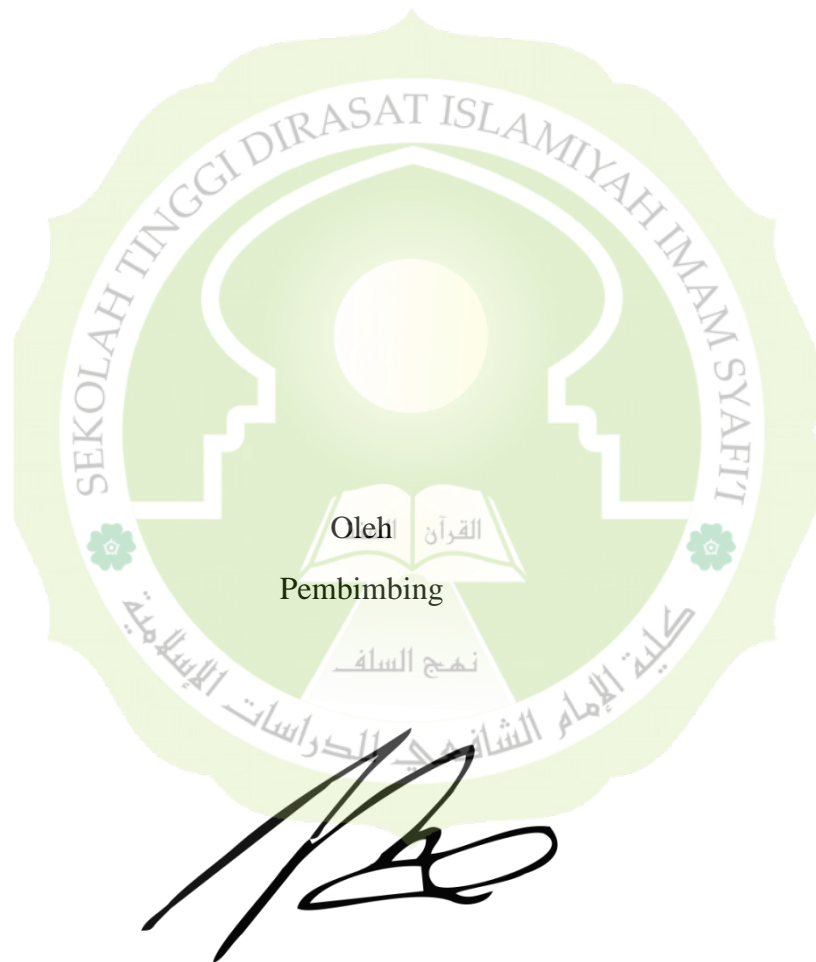 SEKOLAH TINGGI DIRASAT ISLAMIYAH IMAM SYAFI'I
القرآن
Oleh
Pembimbing
نهج السلف
كلية الإمام الشافعي للدراسات الإسلامية